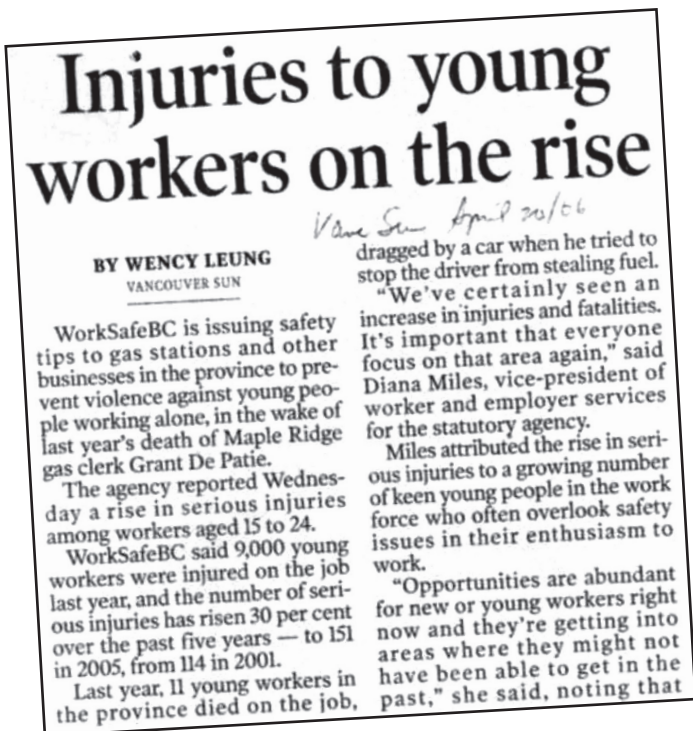 Injuries to young
workers on the rise
Vanc Sun April 20/06
BY WENCY LEUNG
VANCOUVER SUN
WorkSafeBC is issuing safety
tips to gas stations and other
businesses in the province to pre-
vent violence against young peo-
ple working alone, in the wake of
last year's death of Maple Ridge
gas clerk Grant De Patie.
The agency reported Wednes-
day a rise in serious injuries
among workers aged 15 to 24.
WorkSafeBC said 9,000 young
workers were injured on the job
last year, and the number of seri-
ous injuries has risen 30 per cent
over the past five years — to 151
in 2005, from 114 in 2001.
Last year, 11 young workers in
the province died on the job,
dragged by a car when he tried to
stop the driver from stealing fuel.
“We've certainly seen an
increase in injuries and fatalities.
It's important that everyone
focus on that area again,” said
Diana Miles, vice-president of
worker and employer services
for the statutory agency.
Miles attributed the rise in seri-
ous injuries to a growing number
of keen young people in the work
force who often overlook safety
issues in their enthusiasm to
work.
“Opportunities are abundant
for new or young workers right
now and they're getting into
areas where they might not
have been able to get in the
past,” she said, noting that